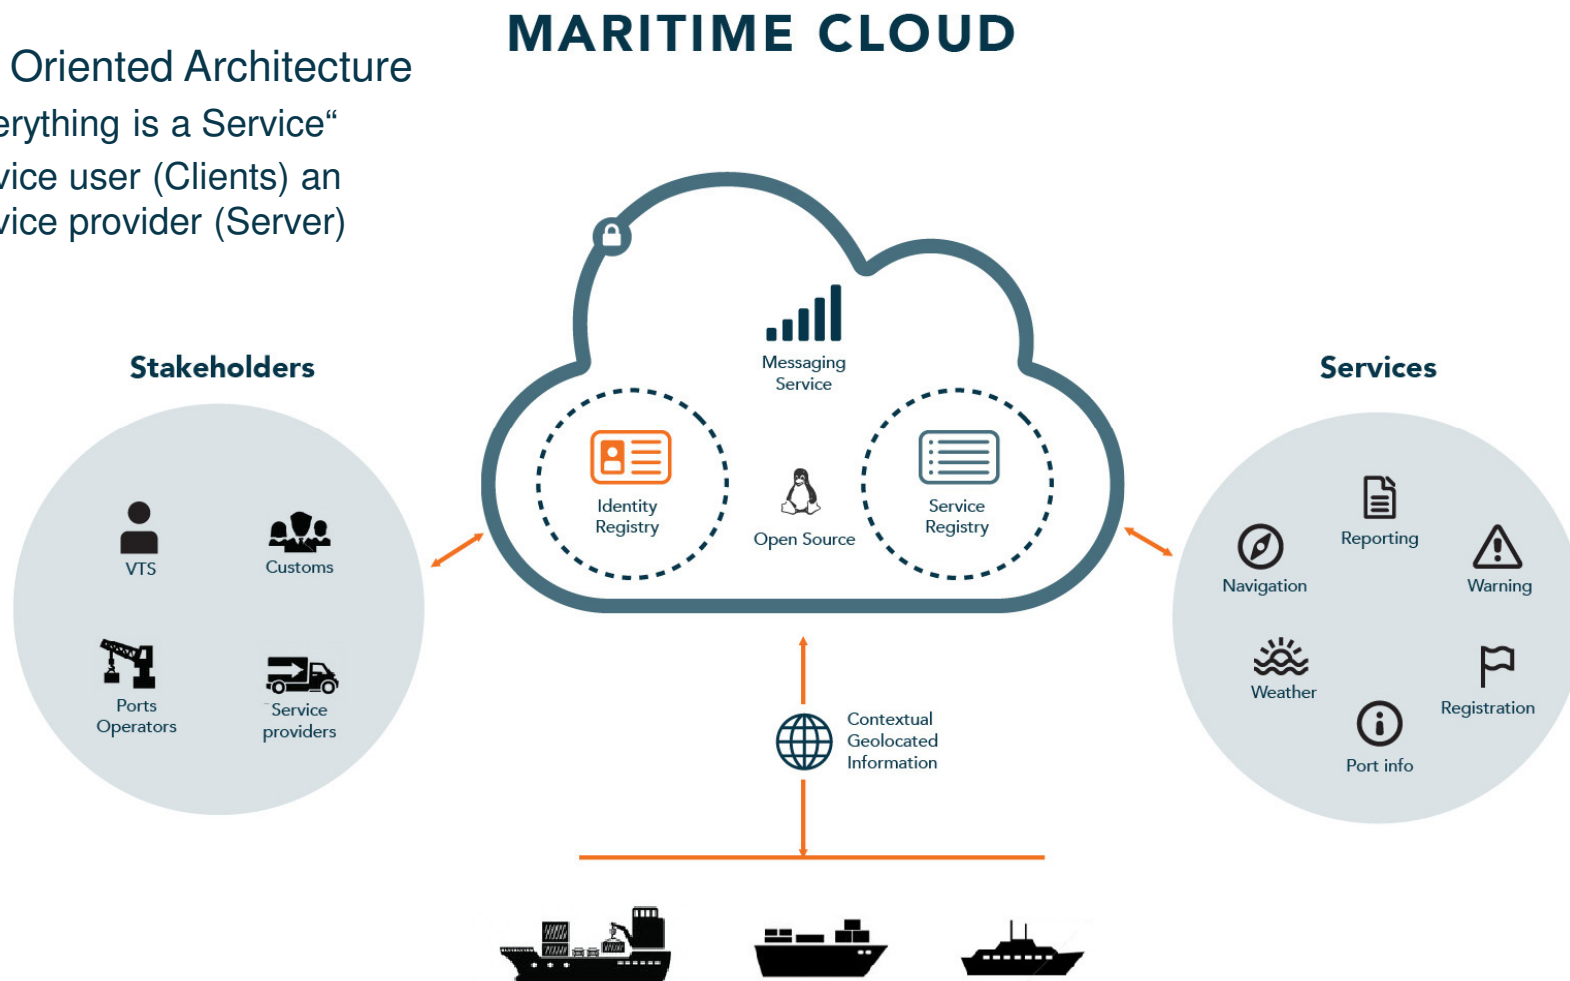 MARITIME CLOUD
Oriented Architecture
erything is a Service“
vice user (Clients) an
vice provider (Server)
Messaging
Service
Identity
Registry
Open Source
Service
Registry
Stakeholders
VTS
Customs
Ports
Operators
Service
providers
Services
Reporting
Navigation
Warning
Weather
Registration
Port info
Contextual
Geolocated
Information